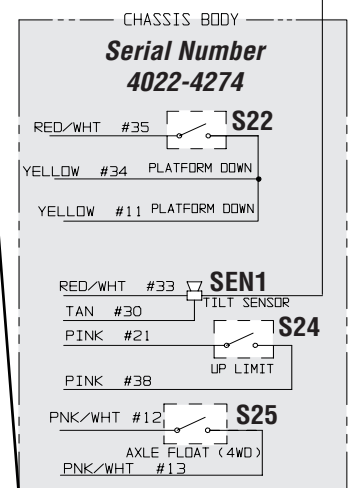 CHASSIS BODY
Serial Number
4022-4274
S22
RED/WHT #35
YELLOW #34 PLATFORM DOWN
YELLOW #11 PLATFORM DOWN
RED/WHT #33 SEN1
TILT SENSOR
TAN #30
PINK #21 S24
UP LIMIT
PINK #38
PNK/WHT #12 S25
AXLE FLOAT (4WD)
PNK/WHT #13